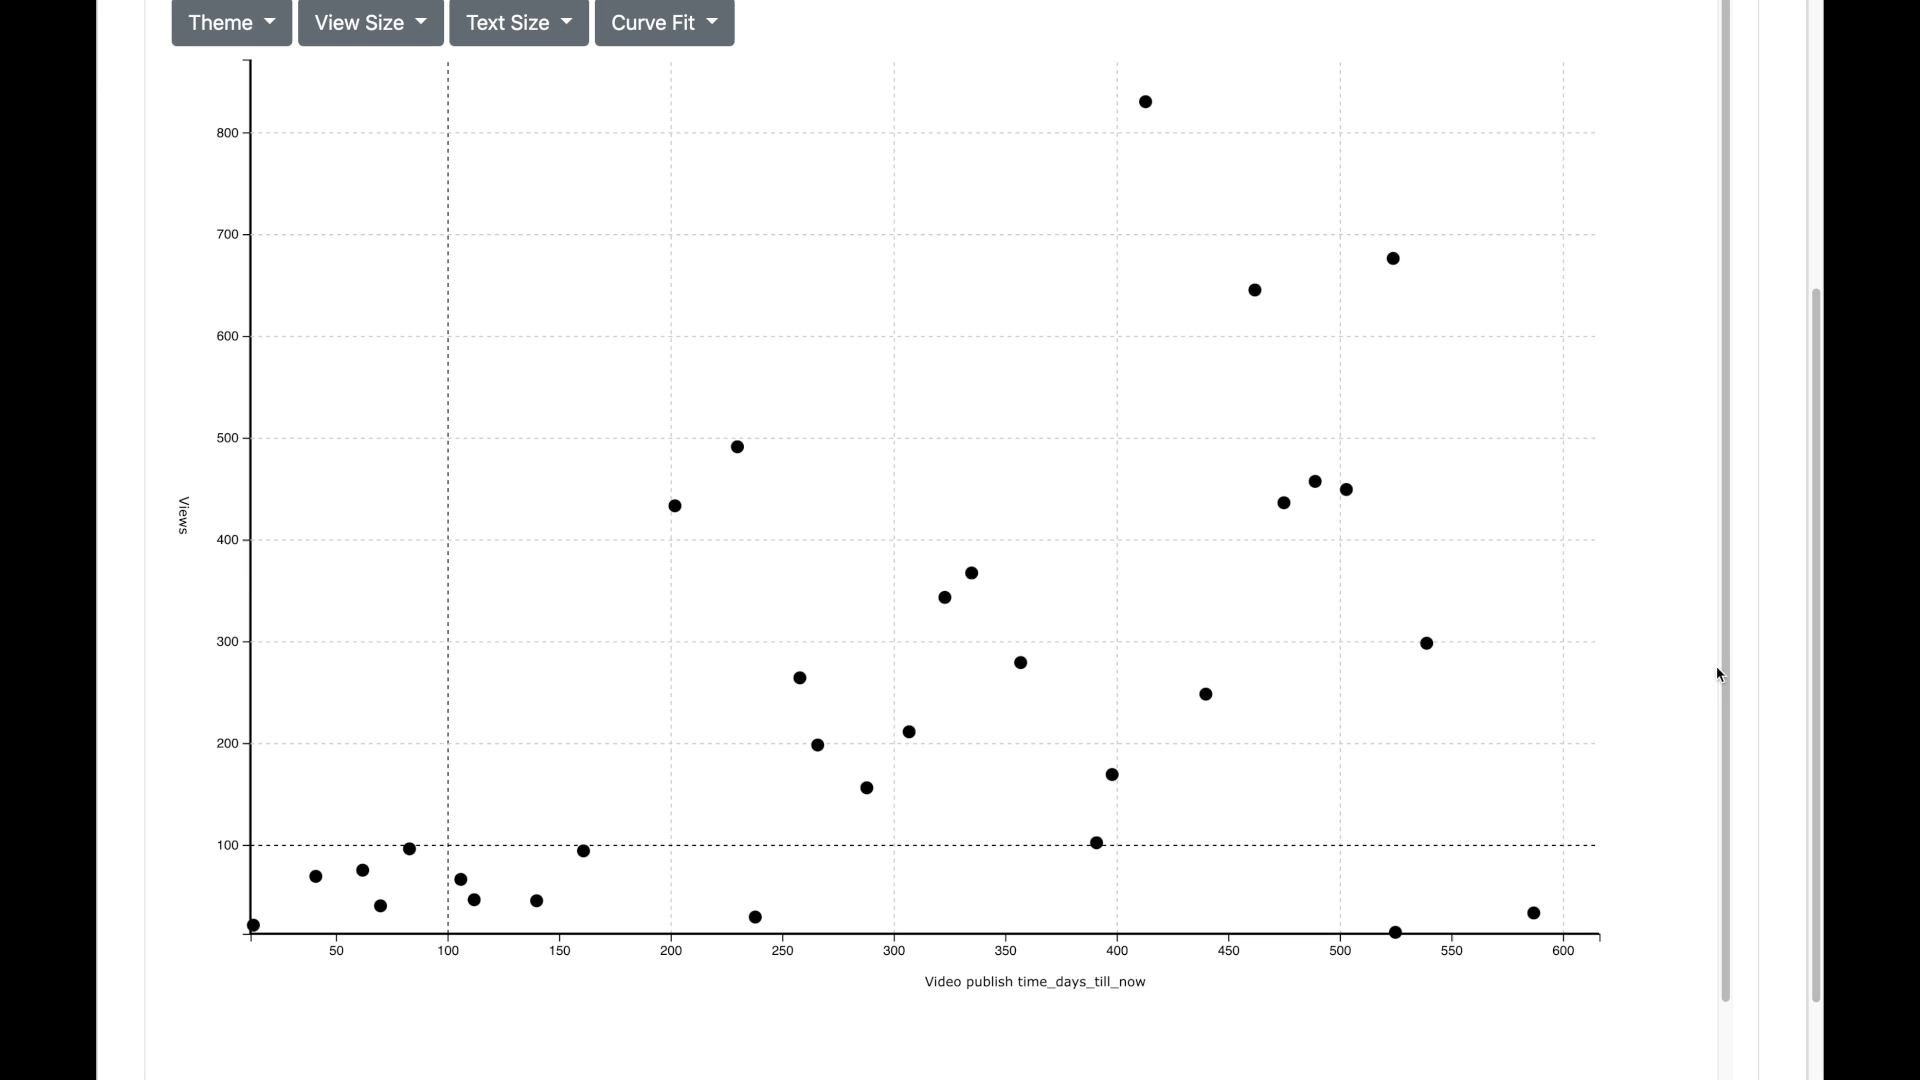 Theme View Size Text Size Curve Fit
800
700
600
500
Views
400
300
200
100
50 100 150 200 250 300 350 400 450 500 550 600
Video publish time_days_till_now